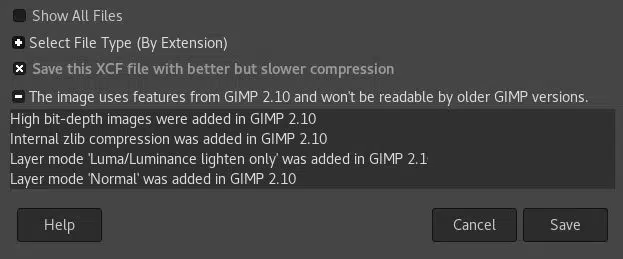 Show All Files
Select File Type (By Extension)
Save this XCF file with better but slower compression
The image uses features from GIMP 2.10 and won't be readable by older GIMP versions.
High bit-depth images were added in GIMP 2.10
Internal zlib compression was added in GIMP 2.10
Layer mode 'Luma/Luminance lighten only' was added in GIMP 2.1
Layer mode 'Normal' was added in GIMP 2.10
Help
Cancel
Save